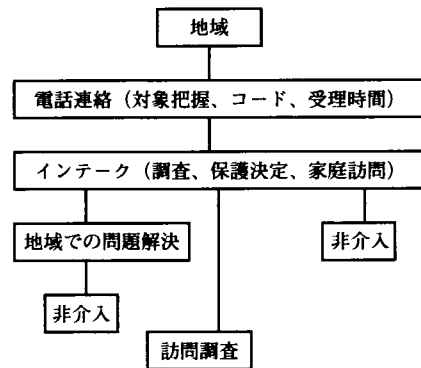 地域
電話連絡（対象把握、コード、受理時間）
インテーク（調査、保護決定、家庭訪問）
地域での問題解決
非介入
非介入
訪問調査